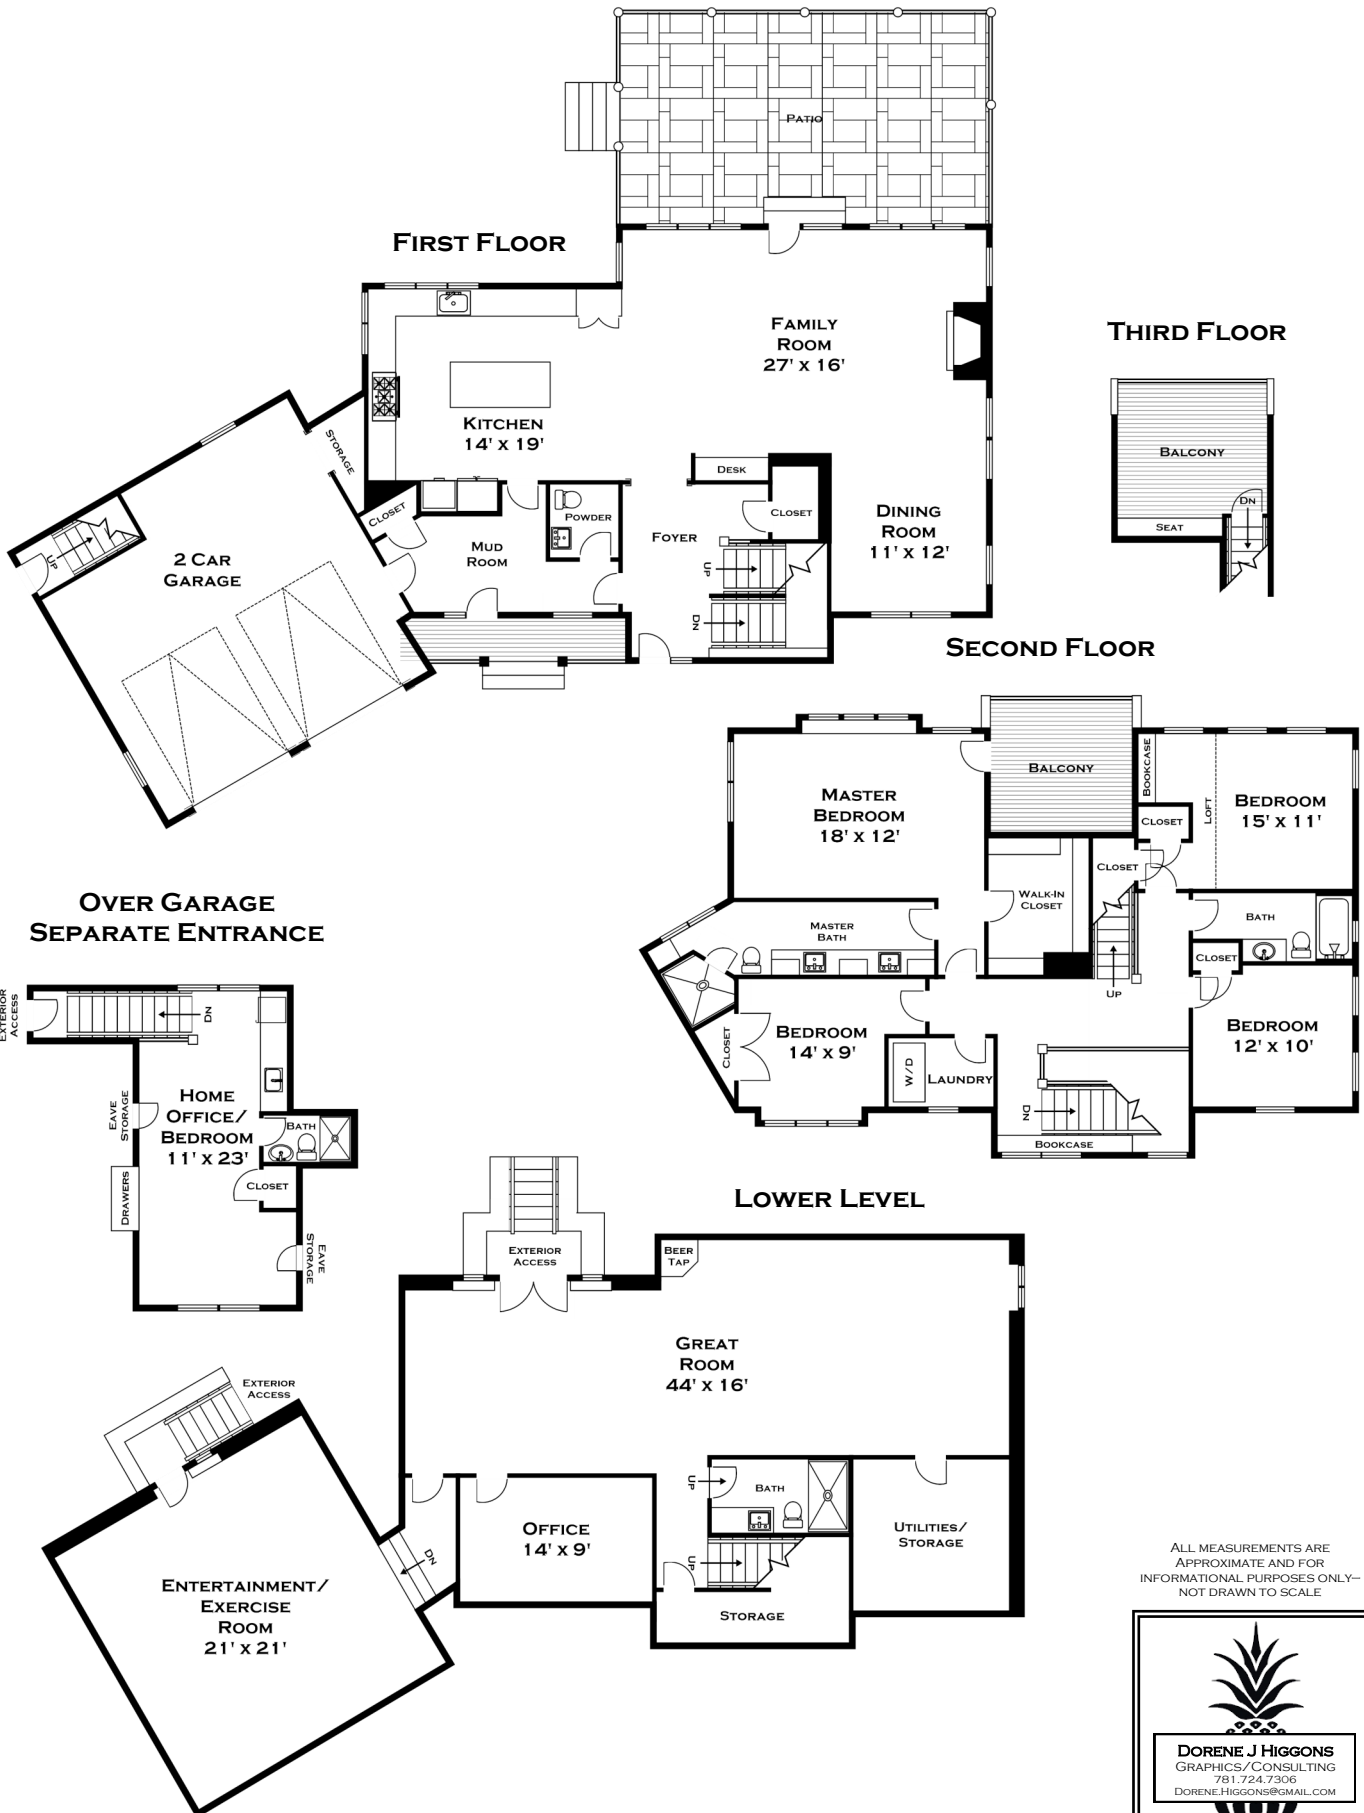 PATIO
FIRST FLOOR
FAMILY
ROOM
27' x 16'
KITCHEN
14' x 19'
STORAGE
DESK
CLOSET
CLOSET
POWDER
FOYER
MUD
ROOM
DINING
ROOM
11' x 12'
2 CAR
GARAGE
UP
UP
DN
THIRD FLOOR
BALCONY
DN
SEAT
SECOND FLOOR
BALCONY
MASTER
BEDROOM
18' x 12'
BOOKCASE
LOFT
BEDROOM
15' x 11'
CLOSET
CLOSET
WALK-IN
CLOSET
MASTER
BATH
BATH
CLOSET
UP
CLOSET
BEDROOM
14' x 9'
BEDROOM
12' x 10'
W/D
LAUNDRY
DN
BOOKCASE
OVER GARAGE
SEPARATE ENTRANCE
EXTERIOR
ACCESS
DN
HOME
OFFICE/
BEDROOM
11' x 23'
EAVE
STORAGE
BATH
CLOSET
DRAWERS
EAVE
STORAGE
LOWER LEVEL
EXTERIOR
ACCESS
BEER
TAP
GREAT
ROOM
44' x 16'
EXTERIOR
ACCESS
UP
BATH
OFFICE
14' x 9'
UTILITIES/
STORAGE
DN
UP
STORAGE
ENTERTAINMENT/
EXERCISE
ROOM
21' x 21'
ALL MEASUREMENTS ARE
APPROXIMATE AND FOR
INFORMATIONAL PURPOSES ONLY–
NOT DRAWN TO SCALE
DORENE J HIGGONS
GRAPHICS/CONSULTING
781.724.7306
DORENE.HIGGONS@GMAIL.COM